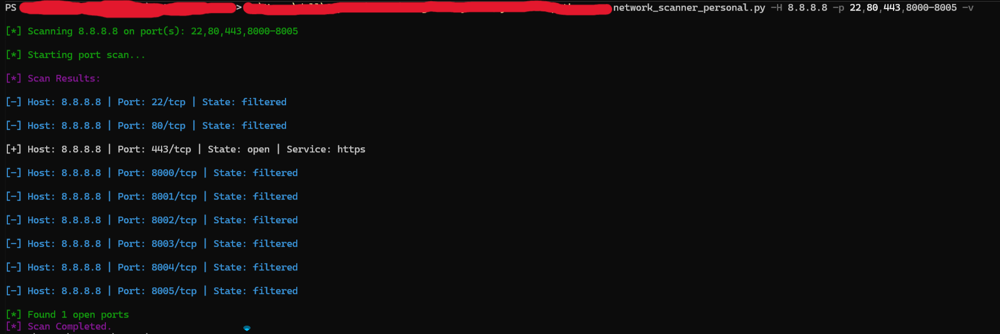 PS > network_scanner_personal.py -H 8.8.8.8 -p 22,80,443,8000-8005 -v
[*] Scanning 8.8.8.8 on port(s): 22,80,443,8000-8005
[*] Starting port scan...
[*] Scan Results:
[-] Host: 8.8.8.8 | Port: 22/tcp | State: filtered
[-] Host: 8.8.8.8 | Port: 80/tcp | State: filtered
[+] Host: 8.8.8.8 | Port: 443/tcp | State: open | Service: https
[-] Host: 8.8.8.8 | Port: 8000/tcp | State: filtered
[-] Host: 8.8.8.8 | Port: 8001/tcp | State: filtered
[-] Host: 8.8.8.8 | Port: 8002/tcp | State: filtered
[-] Host: 8.8.8.8 | Port: 8003/tcp | State: filtered
[-] Host: 8.8.8.8 | Port: 8004/tcp | State: filtered
[-] Host: 8.8.8.8 | Port: 8005/tcp | State: filtered
[*] Found 1 open ports
[*] Scan Completed.